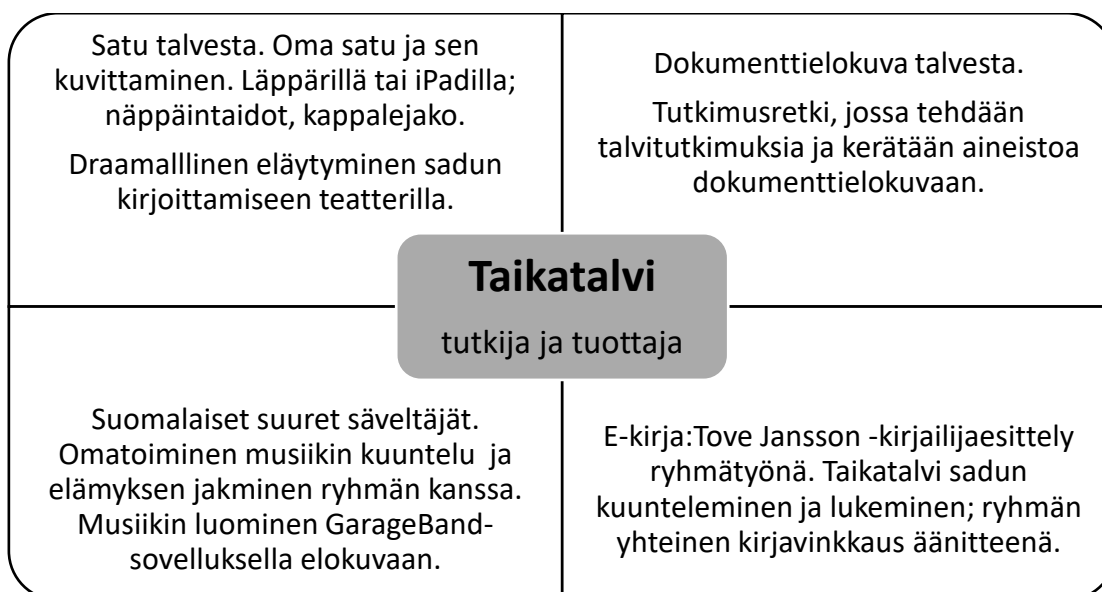 Satu talvesta. Oma satu ja sen
kuvittaminen. Läppärillä tai iPadilla;
näppäintaidot, kappalejako.
Draamalllinen eläytyminen sadun
kirjoittamiseen teatterilla.
Dokumenttielokuva talvesta.
Tutkimusretki, jossa tehdään
talvitutkimuksia ja kerätään aineistoa
dokumenttielokuvaan.
Taikatalvi
tutkija ja tuottaja
Suomalaiset suuret säveltäjät.
Omatoiminen musiikin kuuntelu ja
elämyksen jakminen ryhmän kanssa.
Musiikin luominen GarageBand-
sovelluksella elokuvaan.
E-kirja:Tove Jansson -kirjailijaesittely
ryhmätyönä. Taikatalvi sadun
kuunteleminen ja lukeminen; ryhmän
yhteinen kirjavinkkaus äänitteenä.